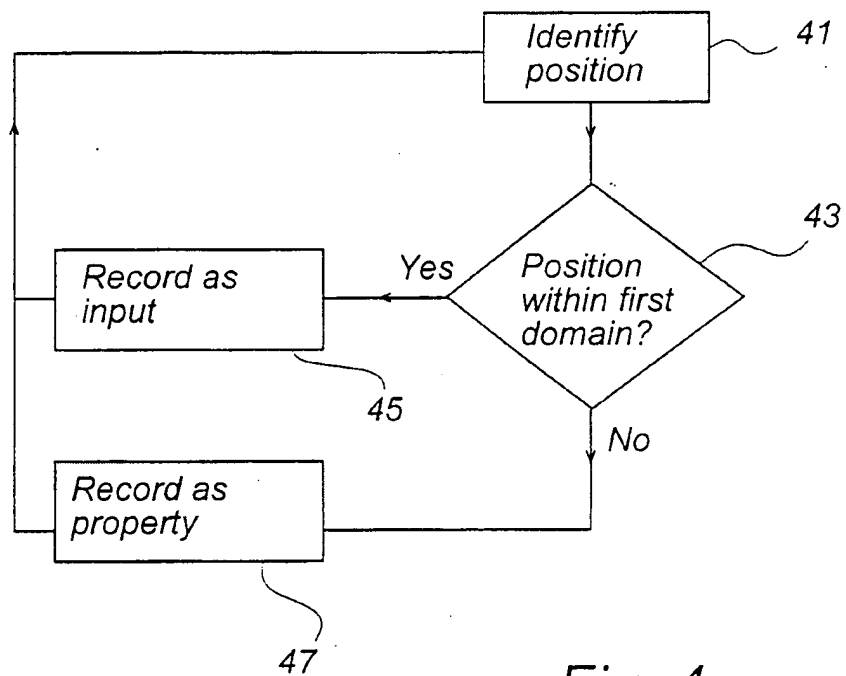 Identify
position
41
43
Yes
Position
within first
domain?
Record as
input
45
No
Record as
property
47